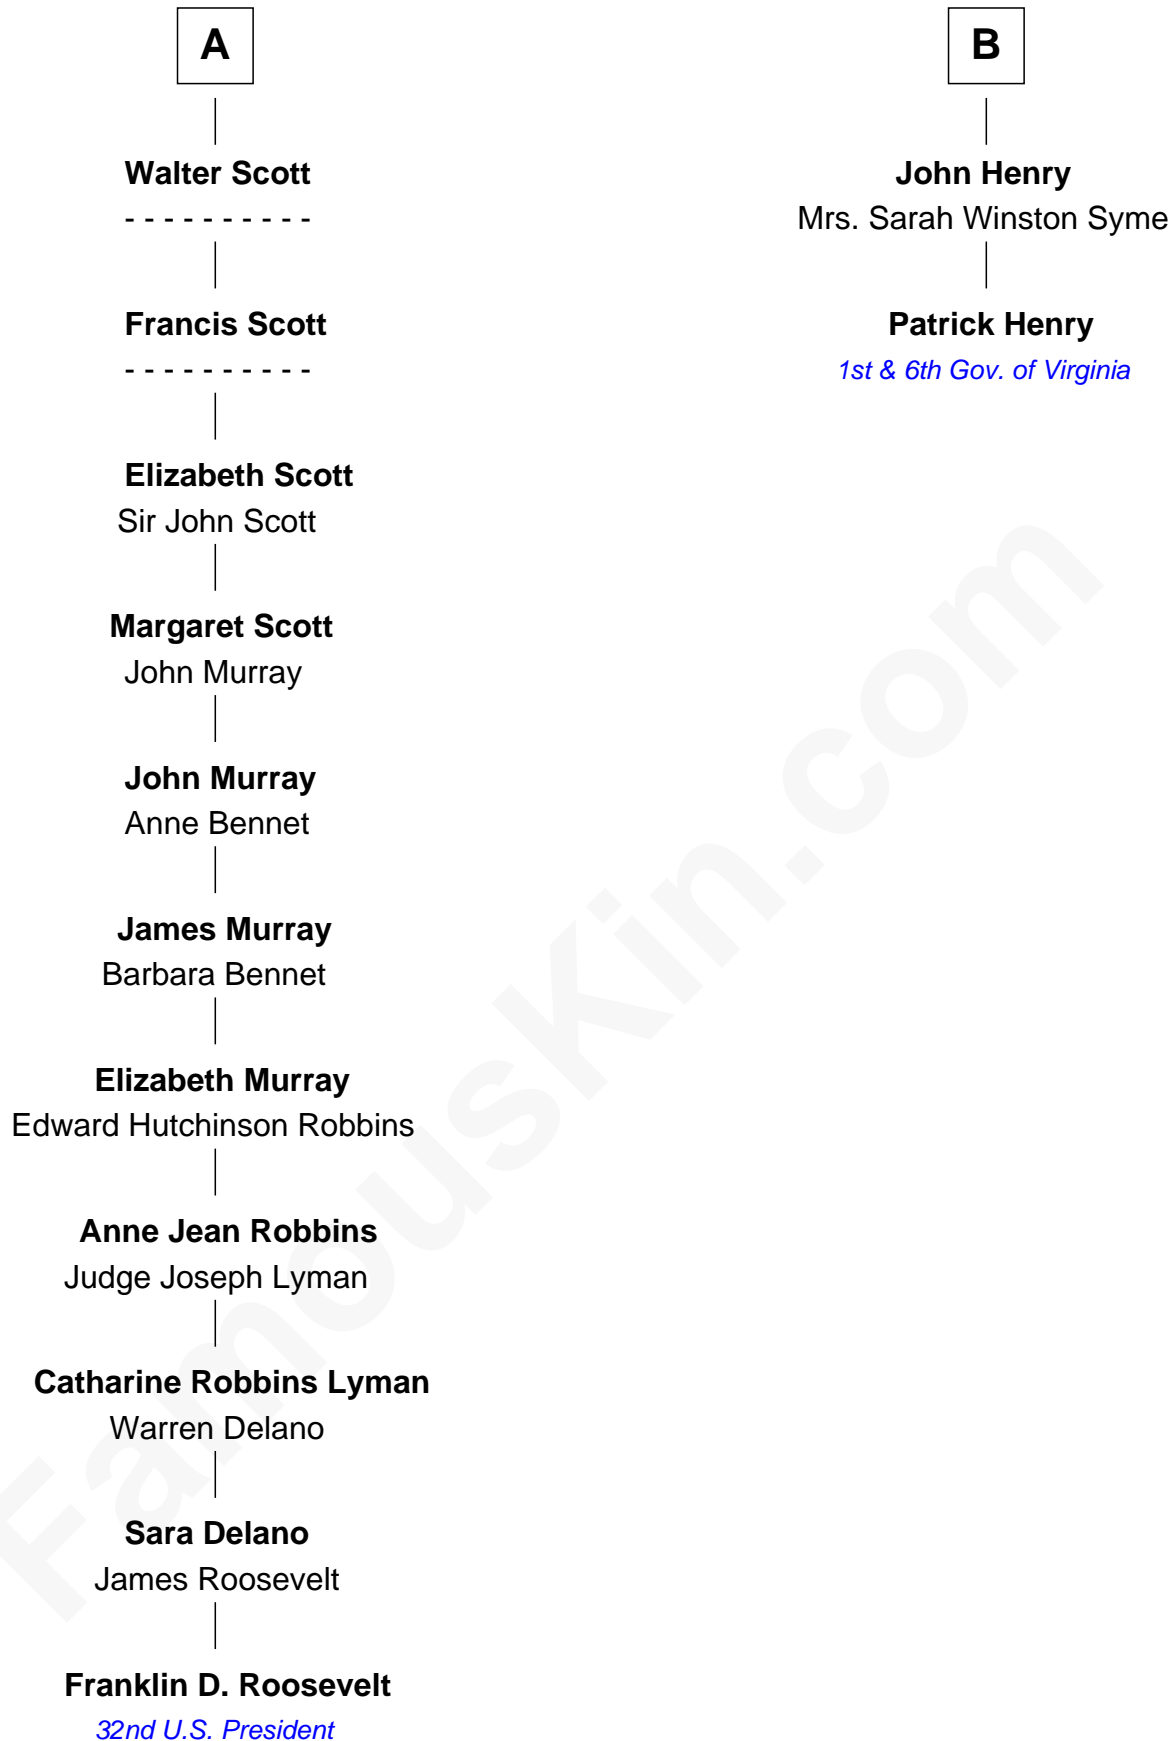 A
Walter Scott
- - - - - - - - - -
Francis Scott
- - - - - - - - - -
Elizabeth Scott
Sir John Scott
Margaret Scott
John Murray
John Murray
Anne Bennet
James Murray
Barbara Bennet
Elizabeth Murray
Edward Hutchinson Robbins
Anne Jean Robbins
Judge Joseph Lyman
Catharine Robbins Lyman
Warren Delano
Sara Delano
James Roosevelt
Franklin D. Roosevelt
32nd U.S. President
B
John Henry
Mrs. Sarah Winston Syme
Patrick Henry
1st & 6th Gov. of Virginia
FamousKin.com